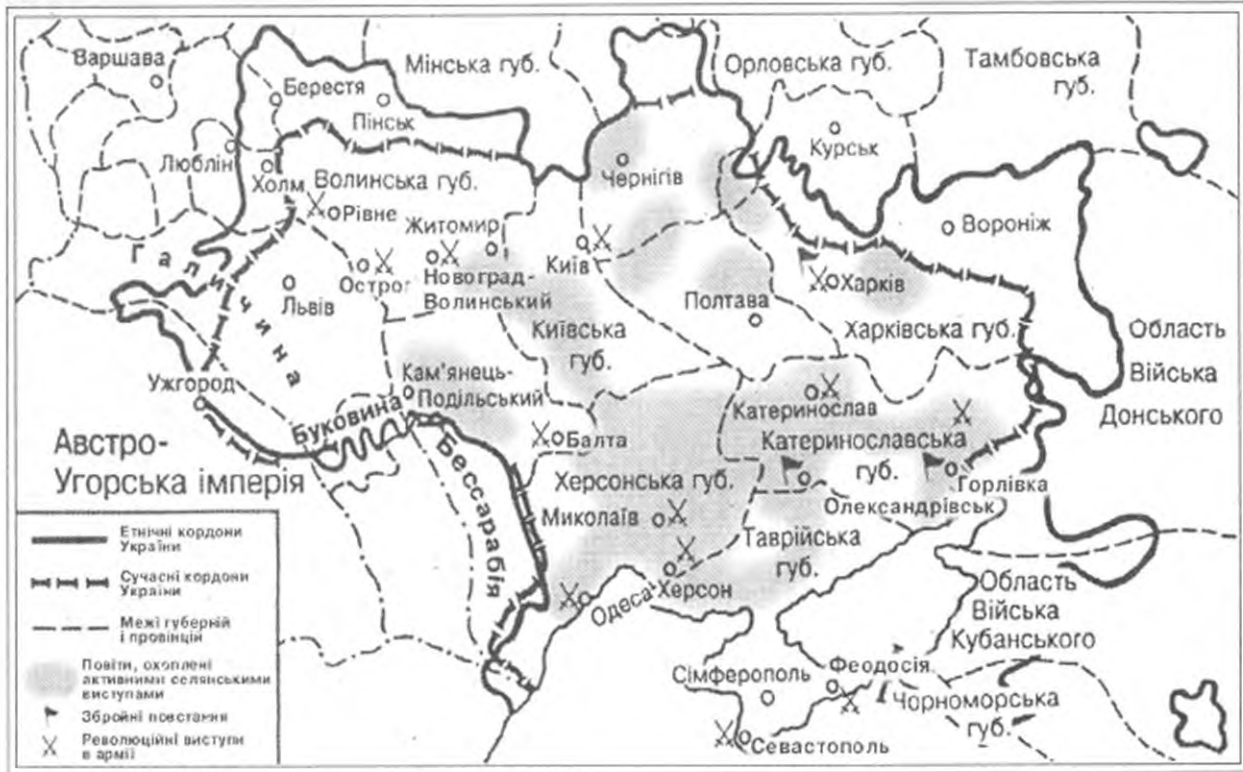 Варшава
Мінська губ.
Орловська губ.
Тамбовська
губ.
Берестя
Пінськ
Курськ
Люблін
Холм
Волинська губ.
Чернігів
Рівне
Житомир
Вороніж
Галичина
Львів
Острог
Новоград-
Волинський
Київ
Полтава
Харків
Київська
губ.
Харківська губ.
Область
Війська
Донського
Ужгород
Кам'янець-
Подільський
Буковина
Катеринослав
Австро-
Угорська імперія
Балта
Катеринославська
губ.
Бессарабія
Херсонська губ.
Горлівка
Олександрівськ
Миколаїв
Таврійська
губ.
Херсон
Одеса
Область
Війська
Кубанського
Сімферополь
Феодосія
Чорноморська
губ.
Севастополь
Етнічні кордони
України
Сучасні кордони
України
Межі губерній
і провінцій
Повіти, охоплені
активними селянськими
виступами
Збройні повстання
Революційні виступи
в армії